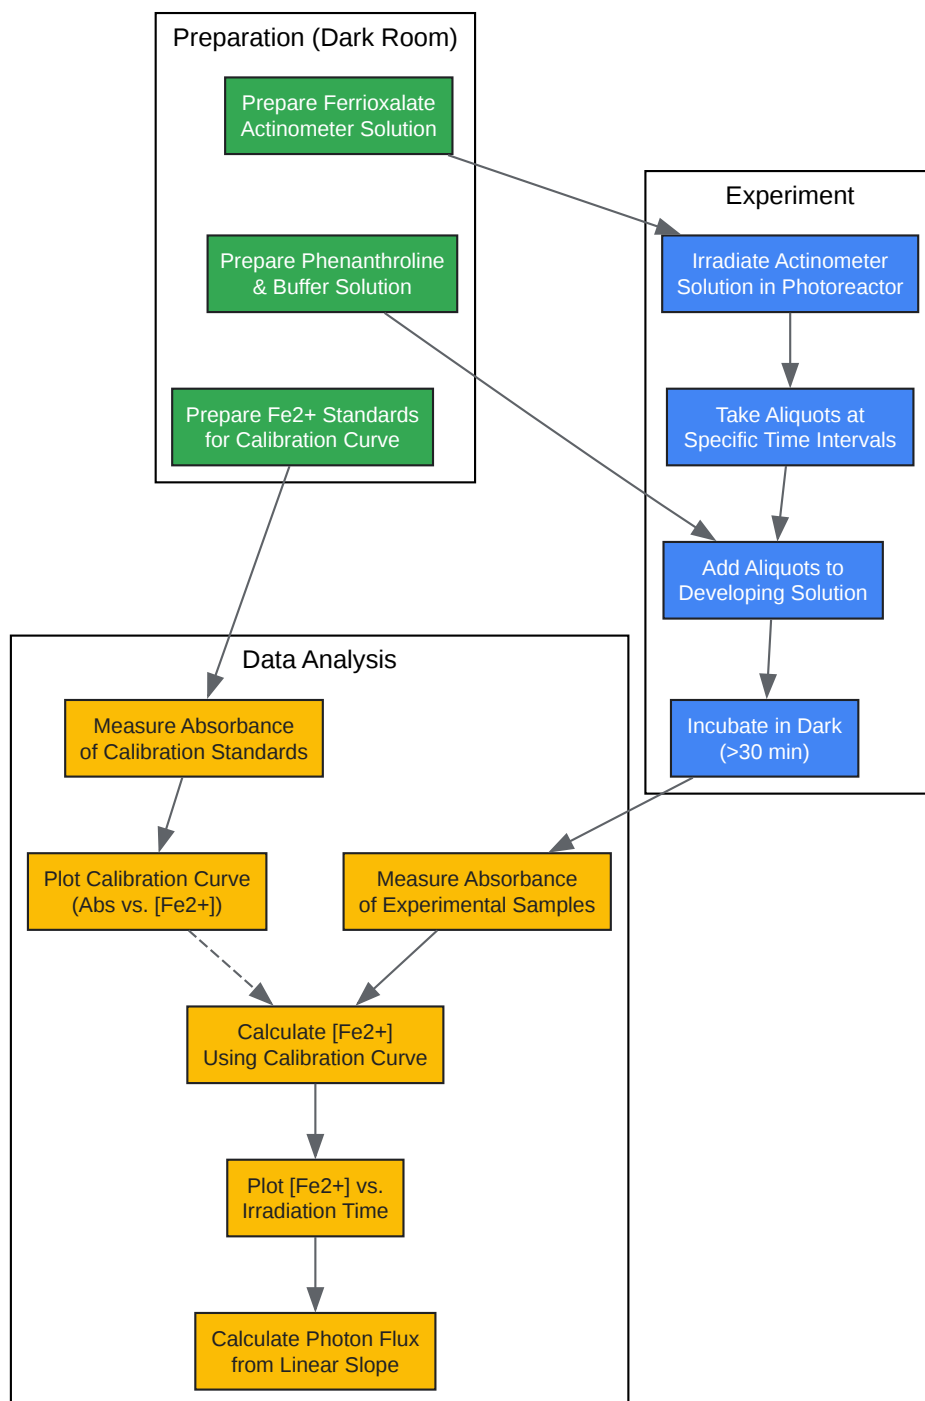 Preparation (Dark Room)
Prepare Ferrioxalate
Actinometer Solution
Prepare Phenanthroline
& Buffer Solution
Prepare Fe2+ Standards
for Calibration Curve
Experiment
Irradiate Actinometer
Solution in Photoreactor
Take Aliquots at
Specific Time Intervals
Add Aliquots to
Developing Solution
Incubate in Dark
(>30 min)
Data Analysis
Measure Absorbance
of Calibration Standards
Plot Calibration Curve
(Abs vs. [Fe2+])
Measure Absorbance
of Experimental Samples
Calculate [Fe2+]
Using Calibration Curve
Plot [Fe2+] vs.
Irradiation Time
Calculate Photon Flux
from Linear Slope